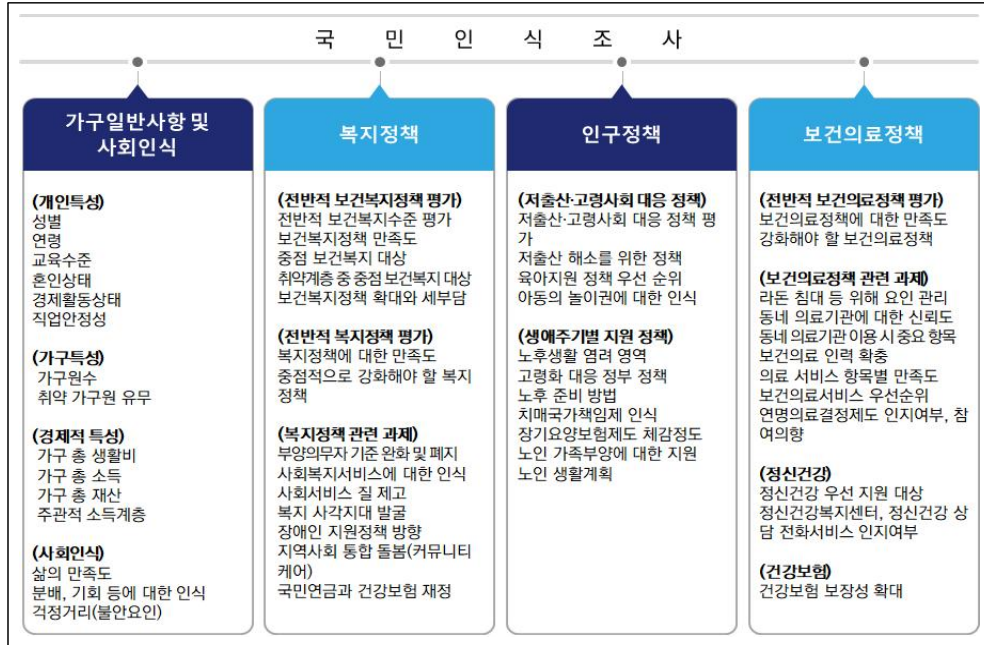 국 민 인 식 조 사
가구일반사항 및
사회인식
(개인특성)
성별
연령
교육수준
혼인상태
경제활동상태
직업안정성
(가구특성)
가구원수
취약 가구원 유무
(경제적 특성)
가구 총 생활비
가구 총 소득
가구 총 재산
주관적 소득계층
(사회인식)
삶의 만족도
분배, 기회 등에 대한 인식
걱정거리(불안요인)
복지정책
(전반적 보건복지정책 평가)
전반적 보건복지수준 평가
보건복지정책 만족도
중점 보건복지 대상
취약계층 중 중점 보건복지 대상
보건복지정책 확대와 세부담
(전반적 복지정책 평가)
복지정책에 대한 만족도
중점적으로 강화해야 할 복지
정책
(복지정책 관련 과제)
부양의무자 기준 완화 및 폐지
사회복지서비스에 대한 인식
사회서비스 질 제고
복지 사각지대 발굴
장애인 지원정책 방향
지역사회 통합 돌봄(커뮤니티
케어)
국민연금과 건강보험 재정
인구정책
(저출산·고령사회 대응 정책)
저출산·고령사회 대응 정책 평
가
저출산 해소를 위한 정책
육아지원 정책 우선 순위
아동의 놀이권에 대한 인식
(생애주기별 지원 정책)
노후생활 염려 영역
고령화 대응 정부 정책
노후 준비 방법
치매국가책임제 인식
장기요양보험제도 체감정도
노인 가족부양에 대한 지원
노인 생활계획
보건의료정책
(전반적 보건의료정책 평가)
보건의료정책에 대한 만족도
강화해야 할 보건의료정책
(보건의료정책 관련 과제)
라돈 침대 등 위해 요인 관리
동네 의료기관에 대한 신뢰도
동네 의료기관 이용 시 중요 항목
보건의료 인력 확충
의료 서비스 항목별 만족도
보건의료서비스 우선순위
연명의료결정제도 인지여부, 참
여의향
(정신건강)
정신건강 우선 지원 대상
정신건강복지센터, 정신건강 상
담 전화서비스 인지여부
(건강보험)
건강보험 보장성 확대